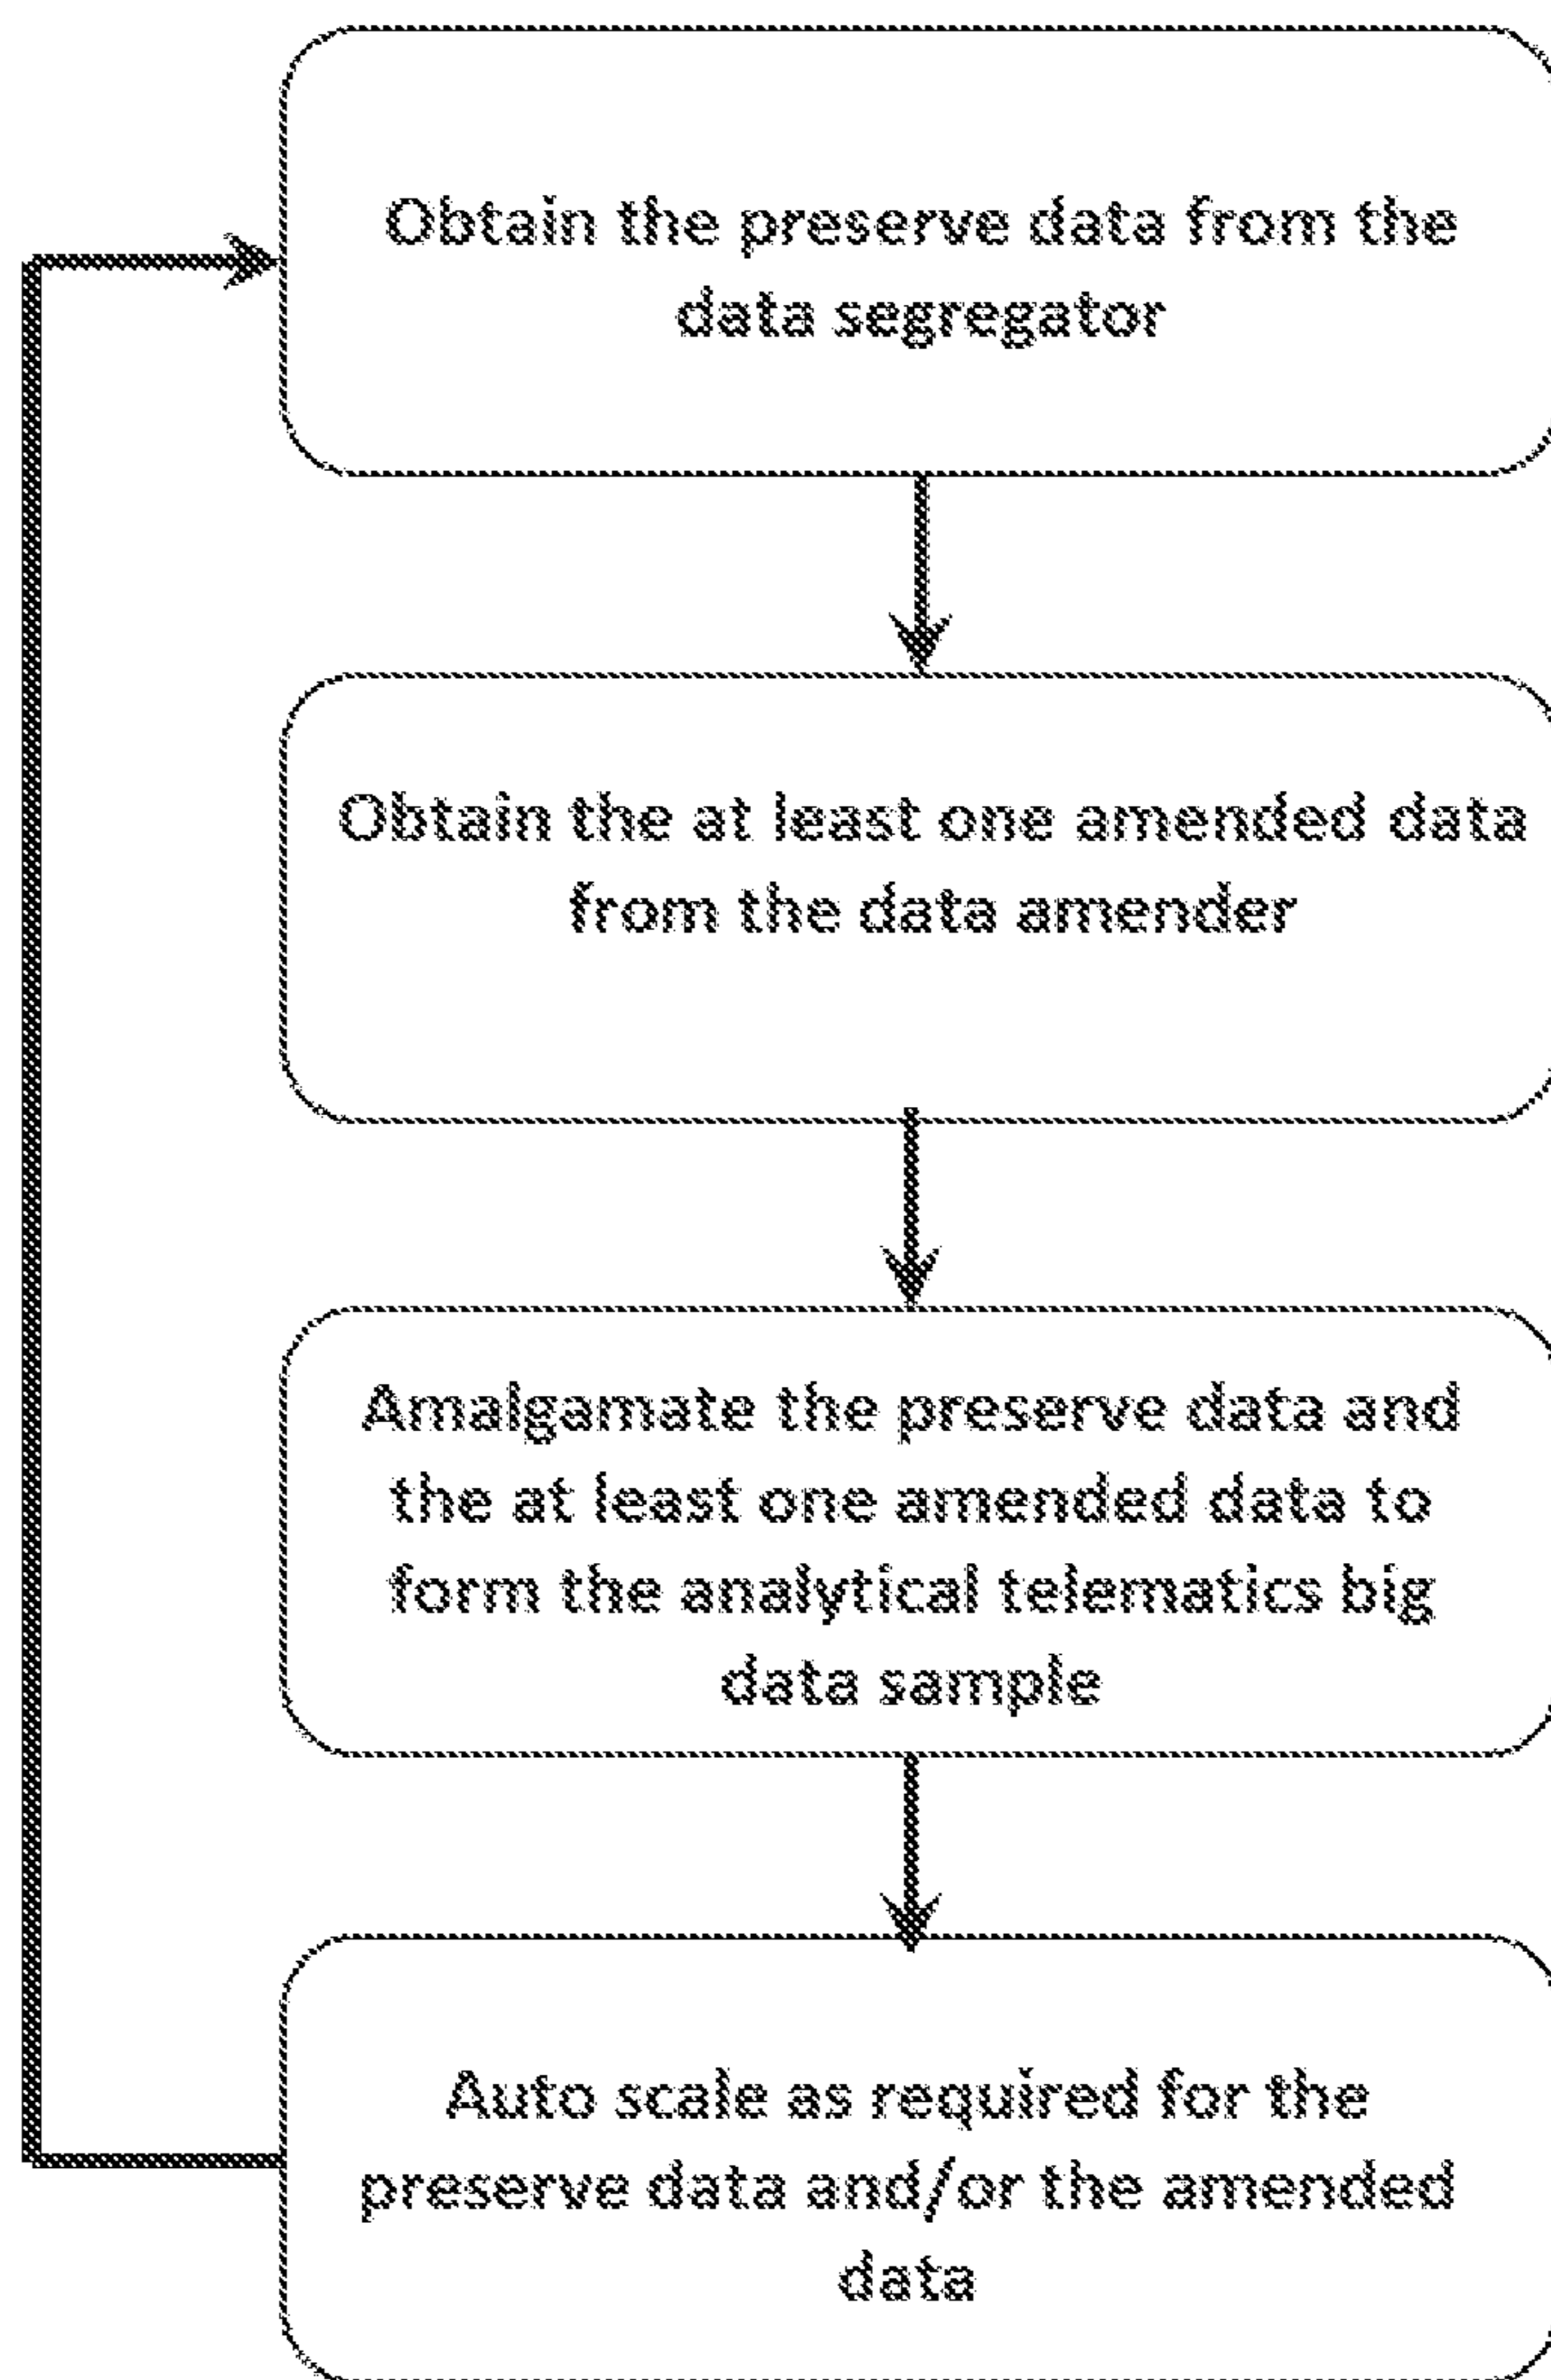 Obtain the preserve data from the
data segregator
Obtain the at least one amended data
from the data amender
Amalgamate the preserve data and
the at least one amended data to
form the analytical telematics big
data sample
Auto scale as required for the
preserve data and/or the amended
data